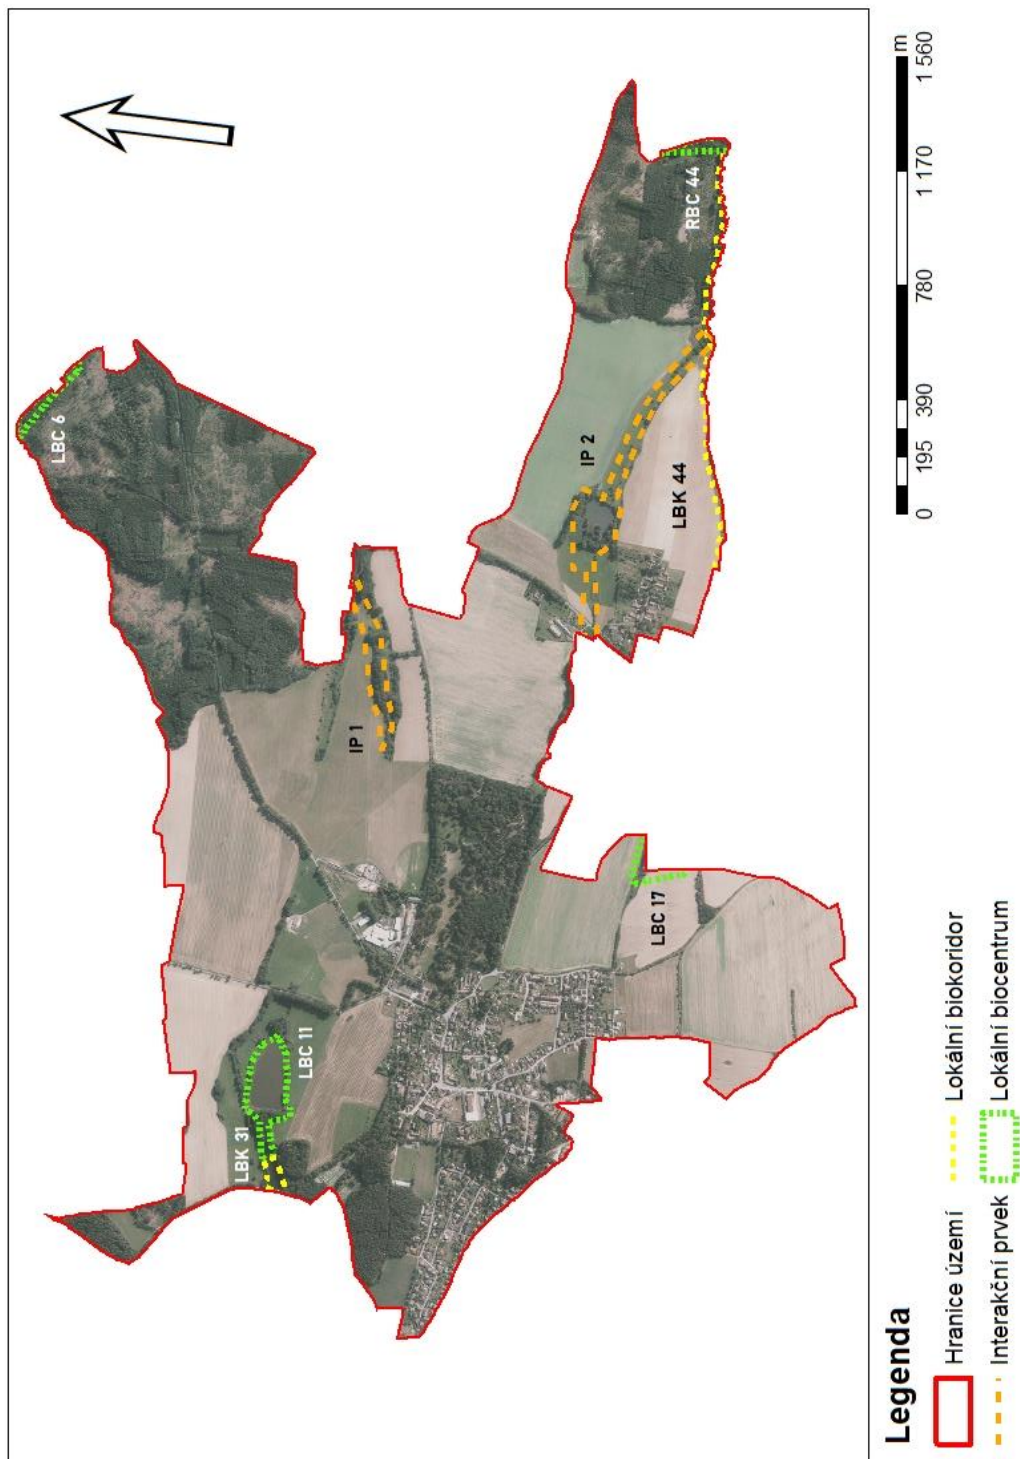 LBC 6
RBC 44
IP 2
LBK 44
IP 1
LBC 17
LBC 11
LBK 31
0 195 390 780 1 170 1 560
m
Legenda
Hranice území
Lokální biokoridor
Interakční prvek
Lokální biocentrum